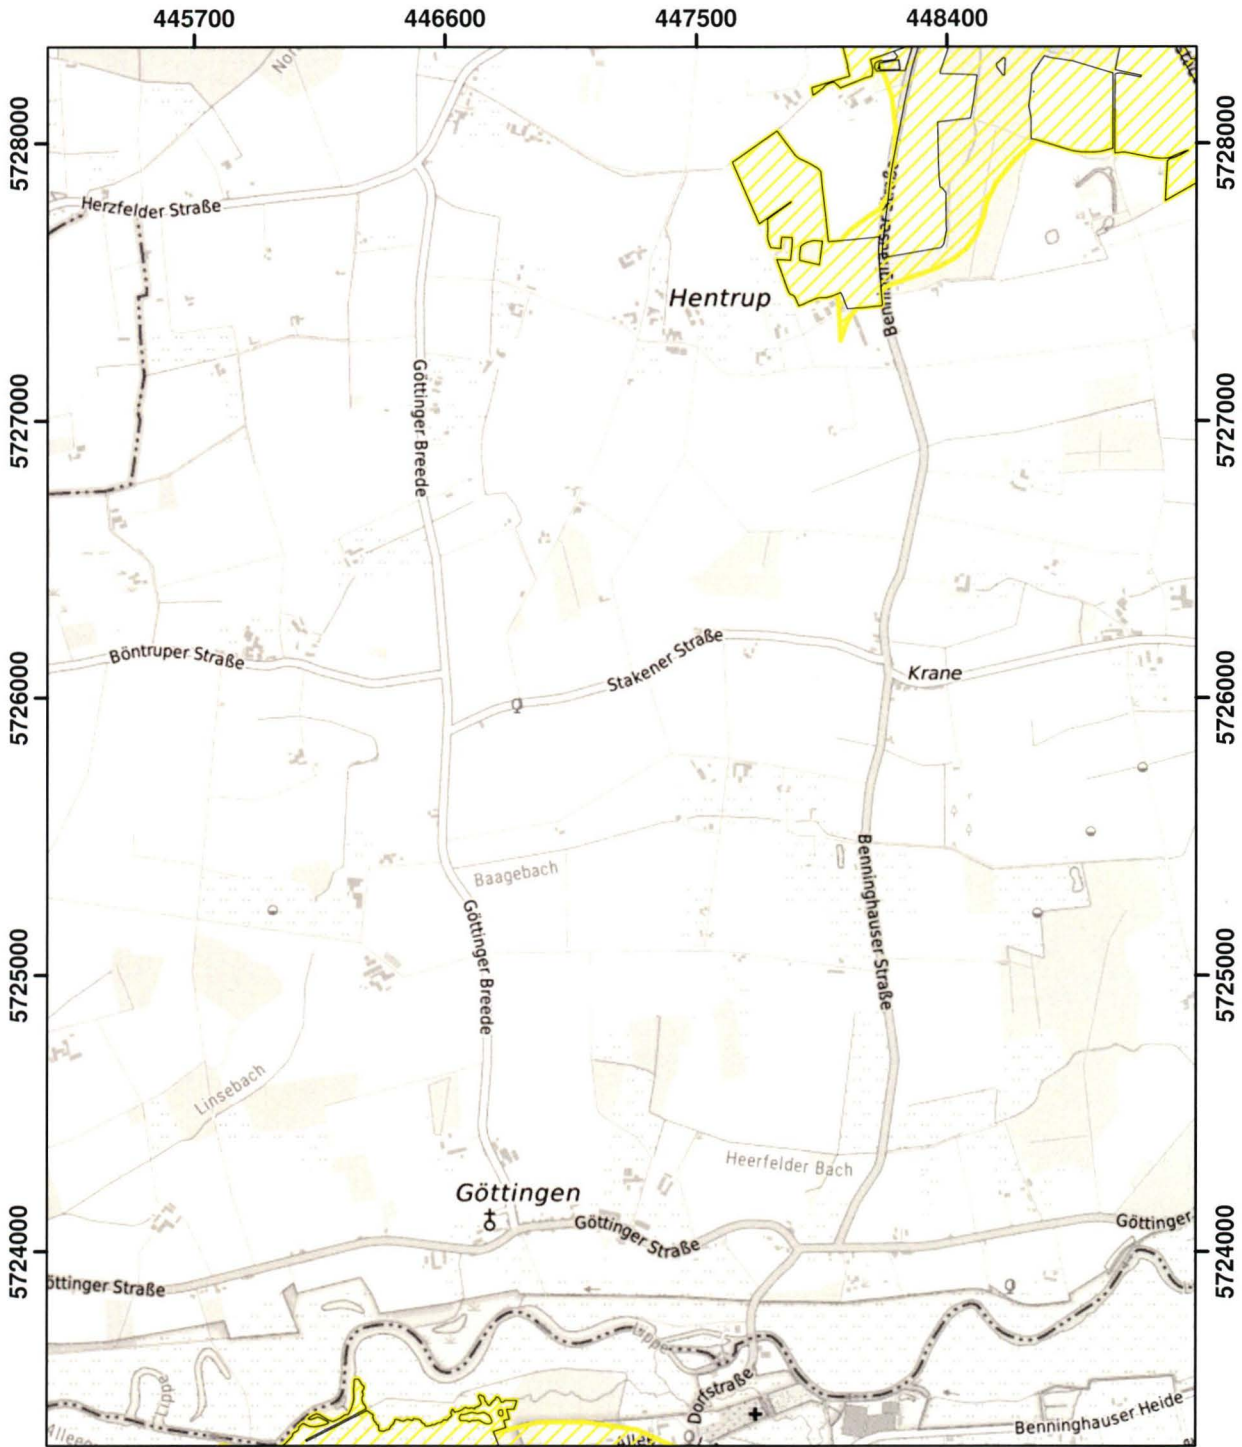 445700 446600 447500 448400
5728000
5728000
Herzfelder Straße
Hentrup
Göttinger Breede
5727000
5727000
Böntruper Straße
Stakener Straße
Krane
5726000
5726000
Baagebach
Benninghauser Straße
Göttinger Breede
5725000
5725000
Linsebach
Heerfelder Bach
Göttingen
Göttinger Straße
Göttinger
5724000
5724000
öttinger Straße
Lippe
Lippe
Dorfstraße
Benninghauser Heide